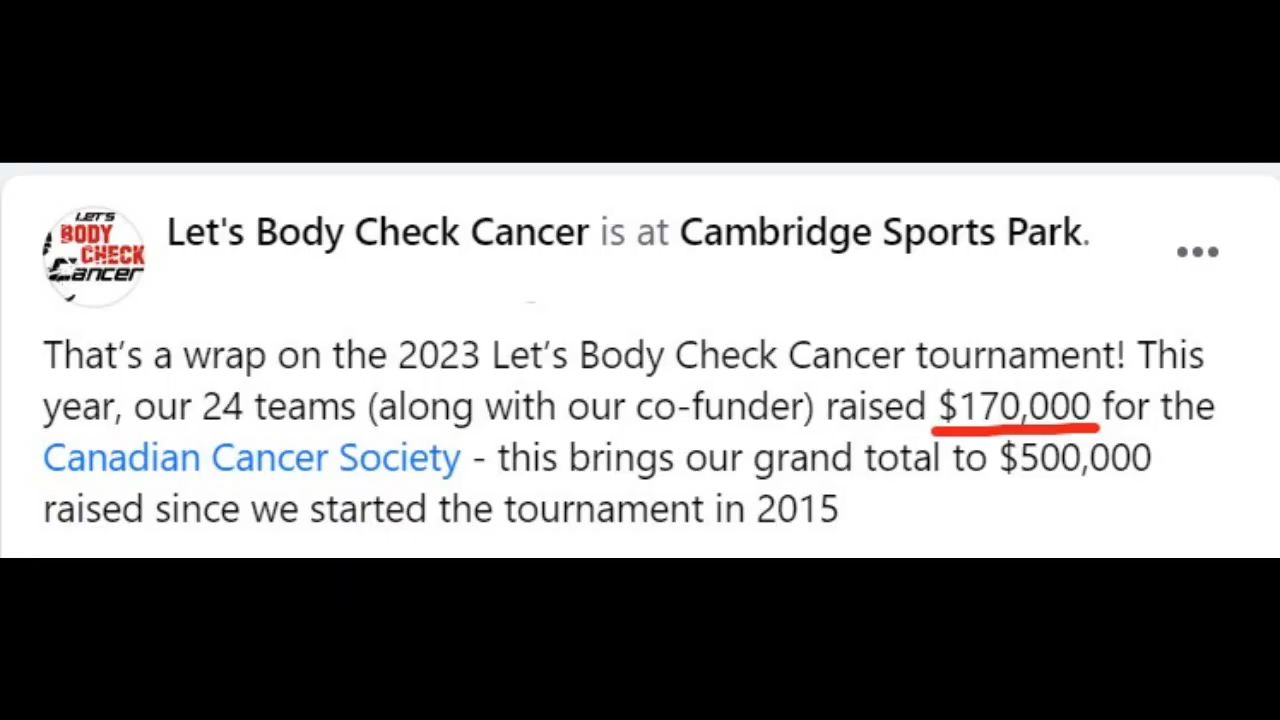 LET'S
BODY
CHECK
Cancer
Let's Body Check Cancer is at Cambridge Sports Park.
That’s a wrap on the 2023 Let’s Body Check Cancer tournament! This
year, our 24 teams (along with our co-funder) raised $170,000 for the
Canadian Cancer Society - this brings our grand total to $500,000
raised since we started the tournament in 2015